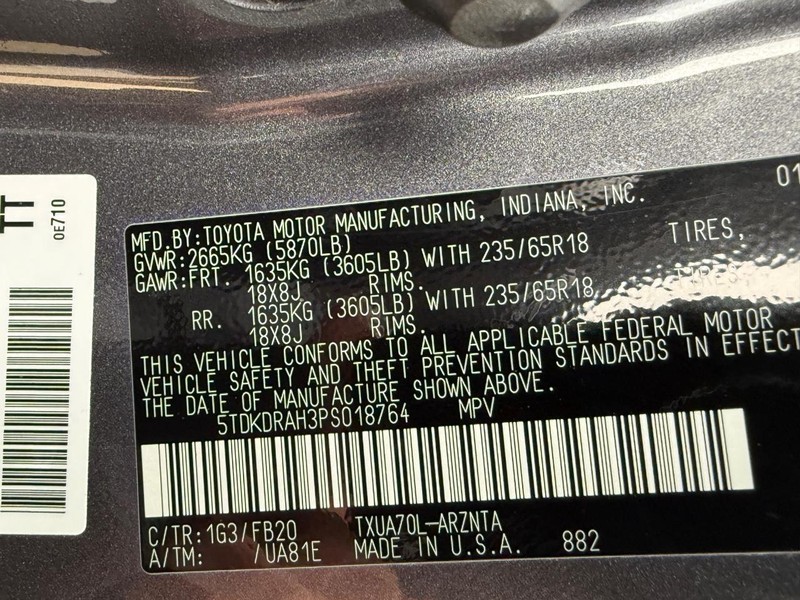 TT
0E710
01
MFD.BY:TOYOTA MOTOR MANUFACTURING, INDIANA, INC.
GVWR:2665KG (5870LB)
GAWR:FRT. 1635KG (3605LB) WITH 235/65R18 TIRES,
18X8J RIMS.
RR. 1635KG (3605LB) WITH 235/65R18 TIRES,
18X8J RIMS.
THIS VEHICLE CONFORMS TO ALL APPLICABLE FEDERAL MOTOR
VEHICLE SAFETY AND THEFT PREVENTION STANDARDS IN EFFECT
THE DATE OF MANUFACTURE SHOWN ABOVE.
5TDKDRAH3PS018764 MPV
C/TR:1G3/FB20 TXUA70L-ARZNTA
A/TM: /UA81E MADE IN U.S.A. 882